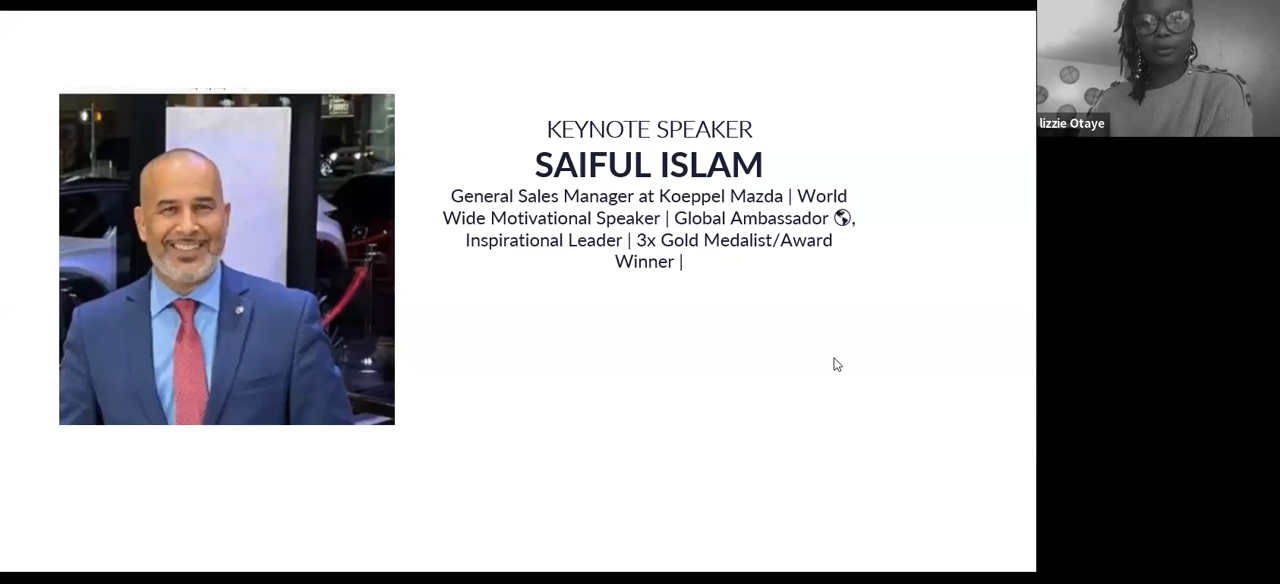 KEYNOTE SPEAKER
SAIFUL ISLAM
General Sales Manager at Koeppel Mazda | World
Wide Motivational Speaker | Global Ambassador 🌎,
Inspirational Leader | 3x Gold Medalist/Award
Winner |
lizzie Otaye